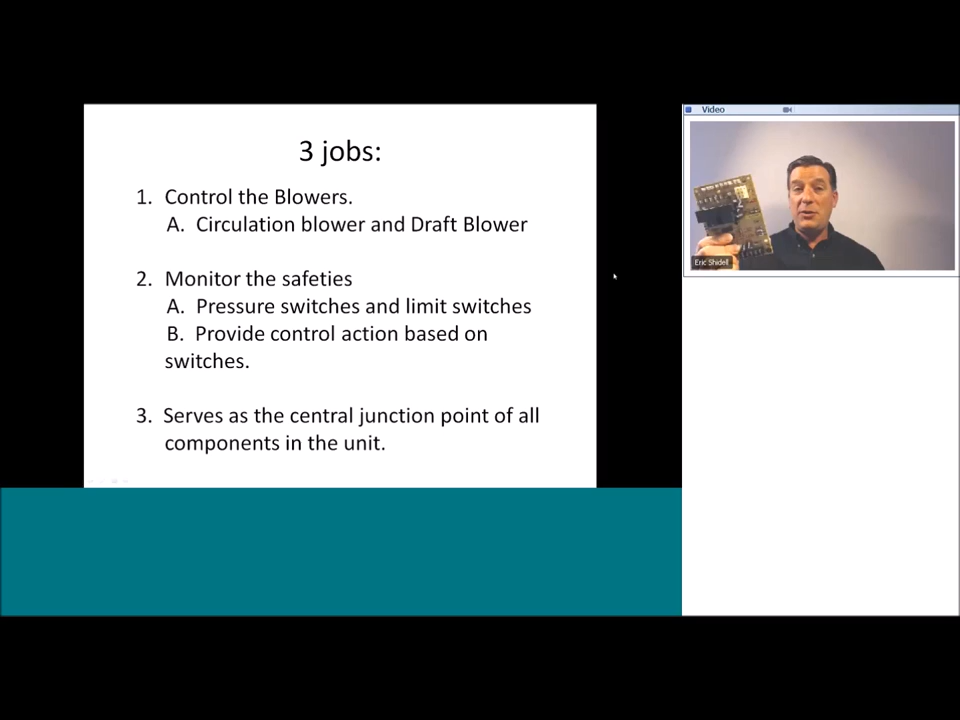 3 jobs:
1. Control the Blowers.
A. Circulation blower and Draft Blower
2. Monitor the safeties
A. Pressure switches and limit switches
B. Provide control action based on
switches.
3. Serves as the central junction point of all
components in the unit.
Video
Eric Shidell